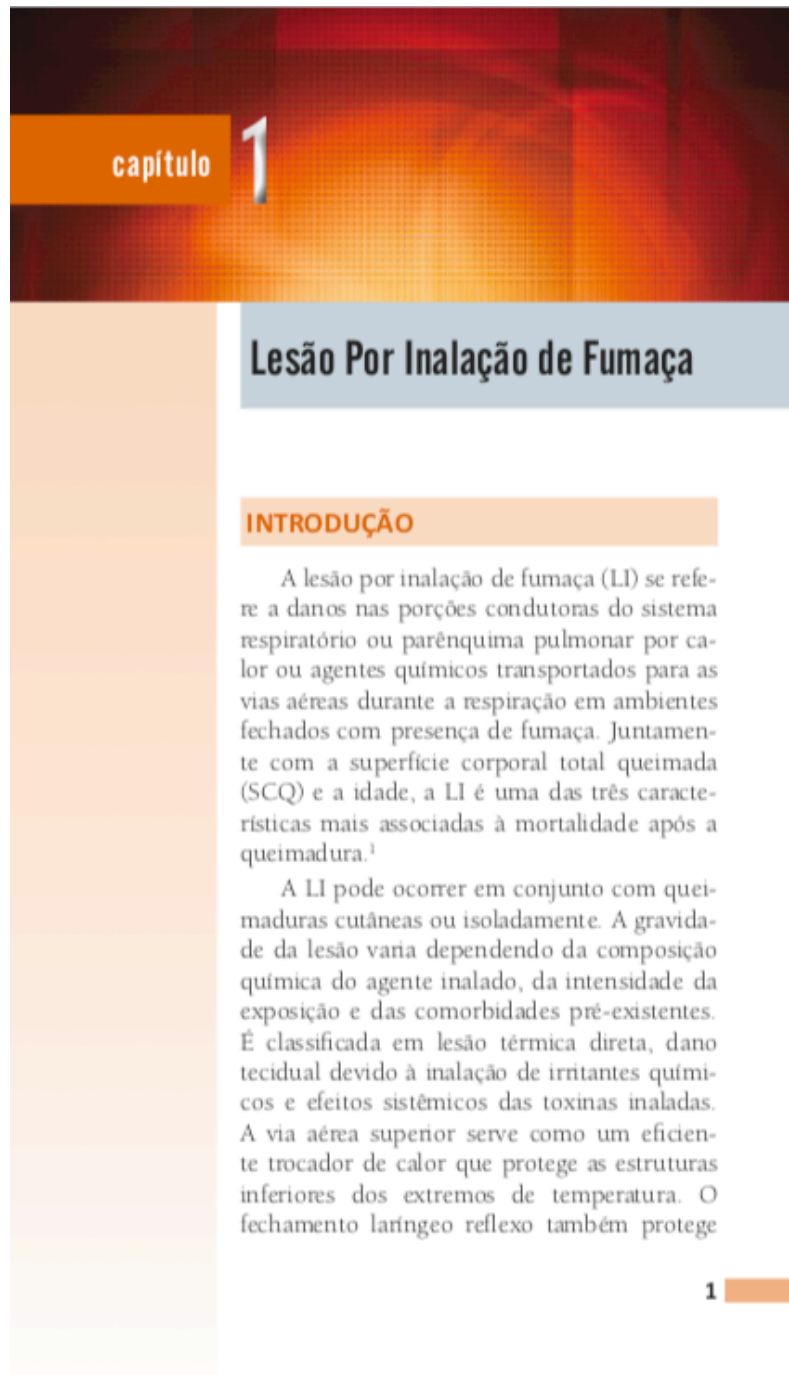 capítulo 1
Lesão Por Inalação de Fumaça
INTRODUÇÃO
A lesão por inalação de fumaça (LI) se refe-
re a danos nas porções condutoras do sistema
respiratório ou parênquima pulmonar por ca-
lor ou agentes químicos transportados para as
vias aéreas durante a respiração em ambientes
fechados com presença de fumaça. Juntamen-
te com a superfície corporal total queimada
(SCQ) e a idade, a LI é uma das três caracte-
rísticas mais associadas à mortalidade após a
queimadura.¹
A LI pode ocorrer em conjunto com quei-
maduras cutâneas ou isoladamente. A gravida-
de da lesão varia dependendo da composição
química do agente inalado, da intensidade da
exposição e das comorbidades pré-existentes.
É classificada em lesão térmica direta, dano
tecidual devido à inalação de irritantes quími-
cos e efeitos sistêmicos das toxinas inaladas.
A via aérea superior serve como um eficien-
te trocador de calor que protege as estruturas
inferiores dos extremos de temperatura. O
fechamento laríngeo reflexo também protege
1